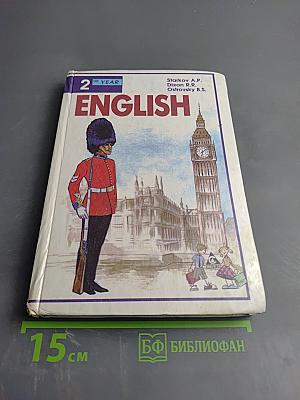 2nd YEAR
Starkov A.P.
Dixon R.R.
Ostrovsky B.S.
ENGLISH
15 см
БФ БИБЛИОФАН